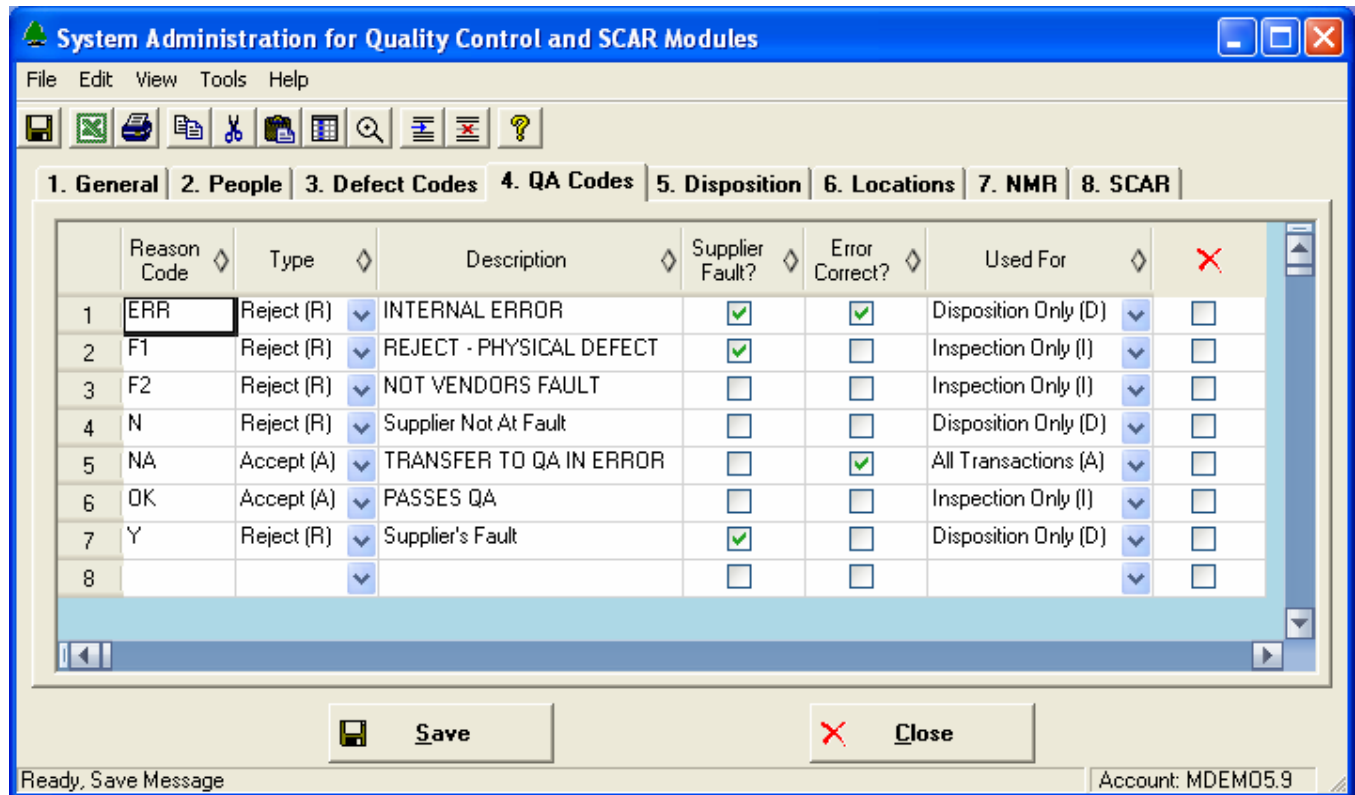 System Administration for Quality Control and SCAR Modules
File Edit View Tools Help
1. General 2. People 3. Defect Codes 4. QA Codes 5. Disposition 6. Locations 7. NMR 8. SCAR
Reason Code Type Description Supplier Fault? Error Correct? Used For
1 ERR Reject (R) INTERNAL ERROR Disposition Only (D)
2 F1 Reject (R) REJECT - PHYSICAL DEFECT Inspection Only (I)
3 F2 Reject (R) NOT VENDORS FAULT Inspection Only (I)
4 N Reject (R) Supplier Not At Fault Disposition Only (D)
5 NA Accept (A) TRANSFER TO QA IN ERROR All Transactions (A)
6 OK Accept (A) PASSES QA Inspection Only (I)
7 Y Reject (R) Supplier's Fault Disposition Only (D)
8
Save Close
Ready, Save Message Account: MDEMO5.9